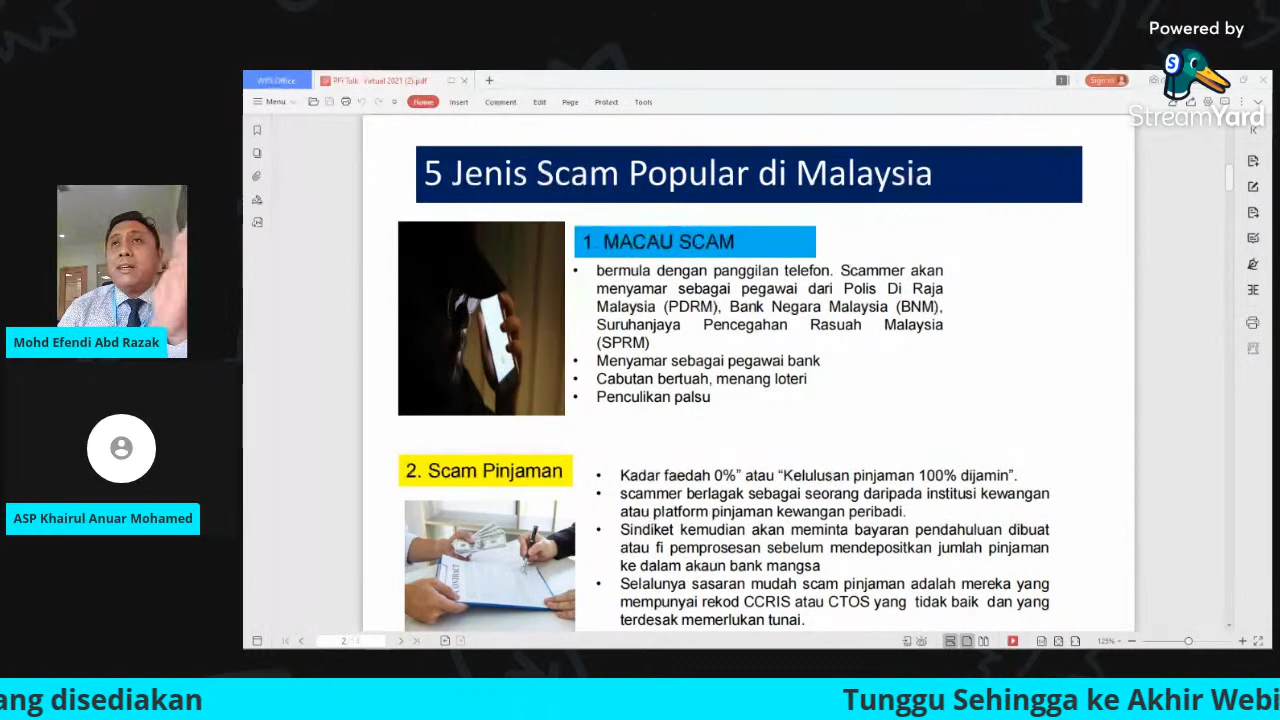 Powered by
StreamYard
WPS Office
PFi Talk - Virtual 2021 (2).pdf
Sign in
Menu
Home
Insert
Comment
Edit
Page
Protect
Tools
5 Jenis Scam Popular di Malaysia
1. MACAU SCAM
• bermula dengan panggilan telefon. Scammer akan
menyamar sebagai pegawai dari Polis Di Raja
Malaysia (PDRM), Bank Negara Malaysia (BNM),
Suruhanjaya Pencegahan Rasuah Malaysia
(SPRM)
• Menyamar sebagai pegawai bank
• Cabutan bertuah, menang loteri
• Penculikan palsu
Mohd Efendi Abd Razak
2. Scam Pinjaman
• Kadar faedah 0%” atau “Kelulusan pinjaman 100% dijamin”.
• scammer berlagak sebagai seorang daripada institusi kewangan
atau platform pinjaman kewangan peribadi.
• Sindiket kemudian akan meminta bayaran pendahuluan dibuat
atau fi pemprosesan sebelum mendepositkan jumlah pinjaman
ke dalam akaun bank mangsa
• Selalunya sasaran mudah scam pinjaman adalah mereka yang
mempunyai rekod CCRIS atau CTOS yang tidak baik dan yang
terdesak memerlukan tunai.
CONTRACT
ASP Khairul Anuar Mohamed
125%
ang disediakan
Tunggu Sehingga ke Akhir Webi